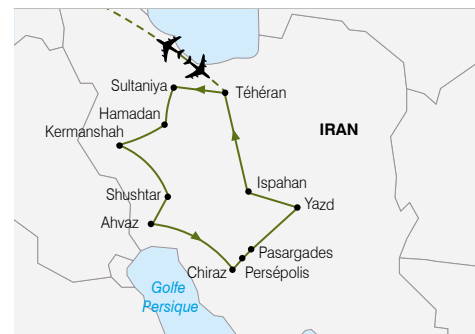 Sultaniya
Téhéran
Hamadan
Kermanshah
IRAN
Ispahan
Shushtar
Yazd
Ahvaz
Pasargades
Chiraz
Persépolis
Golfe
Persique